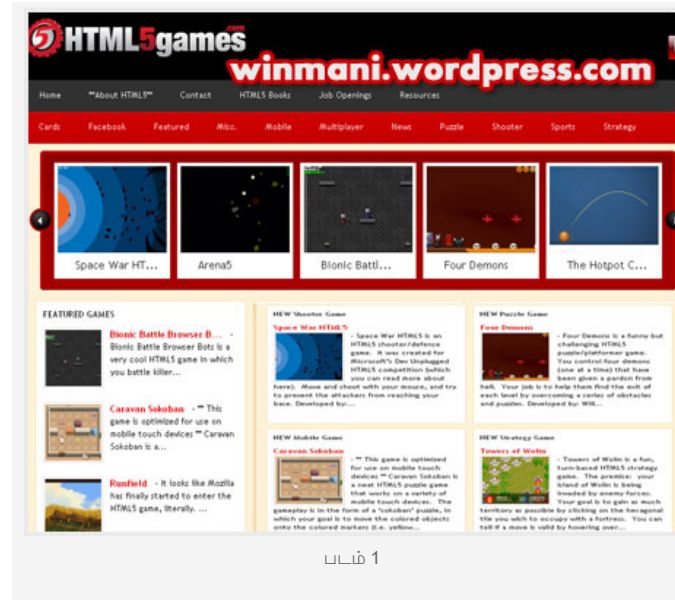 HTML5games
.com
winmani.wordpress.com
Home **About HTML5** Contact HTML5 Books Job Openings Resources
Cards Facebook Featured Misc. Mobile Multiplayer News Puzzle Shooter Sports Strategy
Space War HT... Arena5 Bionic Battl... Four Demons The Hotpot C...
FEATURED GAMES
Bionic Battle Browser B... -
Bionic Battle Browser Bots is a
very cool HTML5 game in which
you battle killer...
Caravan Sokoban - ** This
game is optimized for use on
mobile touch devices ** Caravan
Sokoban is a...
Runfield - It looks like Mozilla
has finally started to enter the
HTML5 game, literally. ...
NEW Shooter Game
Space War HTML5 - Space War HTML5 is an
HTML5 shooter/defense
game. It was created for
Microsoft's Dev Unplugged
HTML5 competition (which
you can read more about
here). Move and shoot with your mouse, and try
to prevent the attackers from reaching your
base. Developed by:...
NEW Puzzle Game
Four Demons - Four Demons is a funny but
challenging HTML5
puzzle/platformer game.
You control four demons
(one at a time) that have
been given a pardon from
hell. Your job is to help them find the exit of
each level by overcoming a series of obstacles
and puzzles. Developed by: Will...
NEW Mobile Game
Caravan Sokoban - ** This game is optimized
for use on mobile touch
devices ** Caravan Sokoban is
a neat HTML5 puzzle game
that works on a variety of
mobile touch devices. The
gameplay is in the form of a "sokoban" puzzle, in
which your goal is to move the colored objects
onto the colored markers (i.e. yellow...
NEW Strategy Game
Towers of Wolin - Towers of Wolin is a fun,
turn-based HTML5 strategy
game. The premise: your
island of Wolin is being
invaded by enemy forces.
Your goal is to gain as much
territory as possible by clicking on the hexagonal
tile you wish to occupy with a fortress. You can
tell if a move is valid by hovering over...
படம் 1